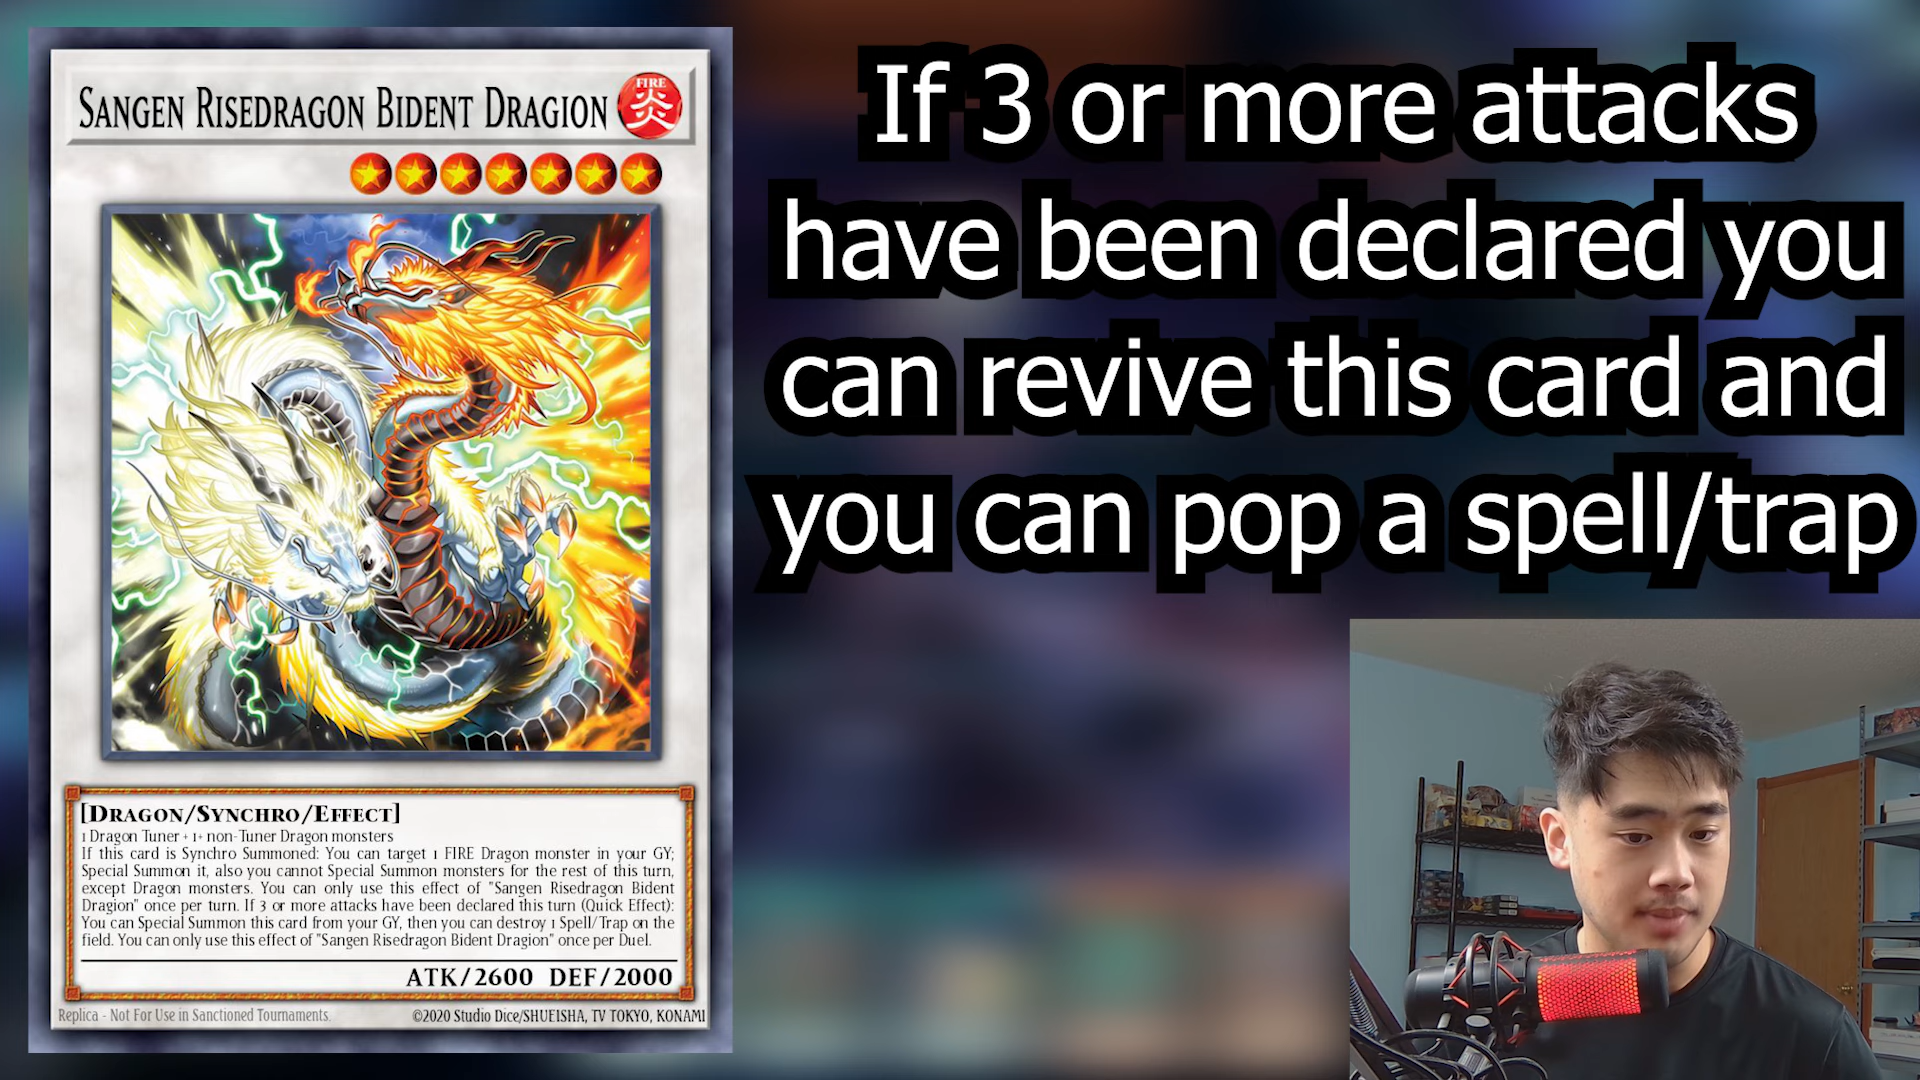 SANGEN RISEDRAGON BIDENT DRAGION
FIRE
炎
[DRAGON/SYNCHRO/EFFECT]
1 Dragon Tuner + 1+ non-Tuner Dragon monsters
If this card is Synchro Summoned: You can target 1 FIRE Dragon monster in your GY;
Special Summon it, also you cannot Special Summon monsters for the rest of this turn,
except Dragon monsters. You can only use this effect of "Sangen Risedragon Bident
Dragion" once per turn. If 3 or more attacks have been declared this turn (Quick Effect):
You can Special Summon this card from your GY, then you can destroy 1 Spell/Trap on the
field. You can only use this effect of "Sangen Risedragon Bident Dragion" once per Duel.
ATK/2600 DEF/2000
Replica - Not For Use in Sanctioned Tournaments.
©2020 Studio Dice/SHUEISHA, TV TOKYO, KONAMI
If 3 or more attacks
have been declared you
can revive this card and
you can pop a spell/trap